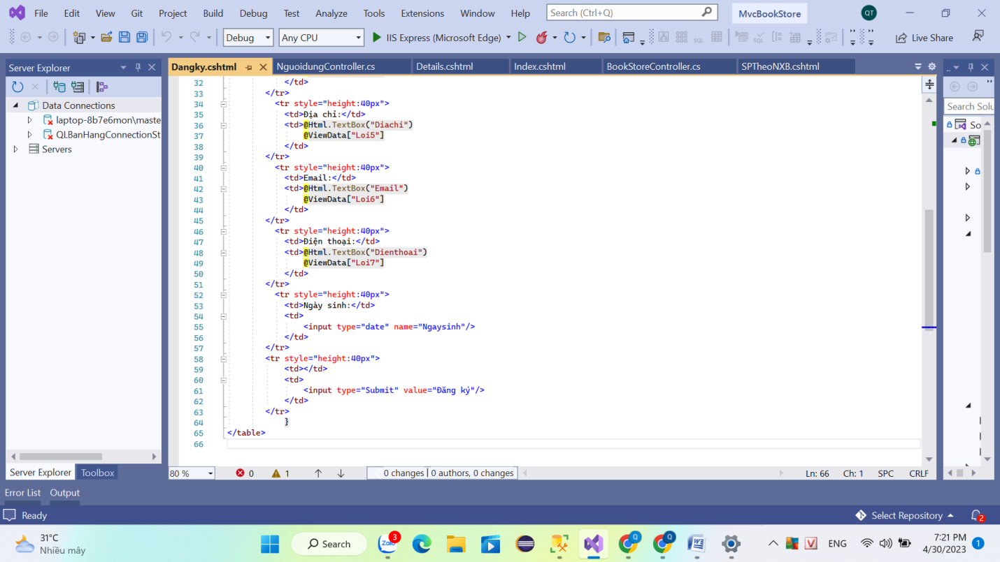 File Edit View Git Project Build Debug Test Analyze Tools Extensions Window Help Search (Ctrl+Q) MvcBookStore QT
Debug Any CPU IIS Express (Microsoft Edge) Live Share
Server Explorer
Dangky.cshtml NguoidungController.cs Details.cshtml Index.cshtml BookStoreController.cs SPTheoNXB.cshtml
Data Connections
laptop-8b7e6mon\maste
QLBanHangConnectionSt
Servers
32 </td>
33 </tr>
34 <tr style="height:40px">
35 <td>Địa chỉ:</td>
36 <td>@Html.TextBox("Diachi")
37 @ViewData["Loi5"]
38 </td>
39 </tr>
40 <tr style="height:40px">
41 <td>Email:</td>
42 <td>@Html.TextBox("Email")
43 @ViewData["Loi6"]
44 </td>
45 </tr>
46 <tr style="height:40px">
47 <td>Điện thoại:</td>
48 <td>@Html.TextBox("Dienthoai")
49 @ViewData["Loi7"]
50 </td>
51 </tr>
52 <tr style="height:40px">
53 <td>Ngày sinh:</td>
54 <td>
55 <input type="date" name="Ngaysinh"/>
56 </td>
57 </tr>
58 <tr style="height:40px">
59 <td></td>
60 <td>
61 <input type="Submit" value="Đăng ký"/>
62 </td>
63 </tr>
64 }
65 </table>
66
Search Solu
So
Server Explorer Toolbox
80 % 0 1 0 changes | 0 authors, 0 changes Ln: 66 Ch: 1 SPC CRLF
Error List Output
Ready Select Repository 2
31°C
Nhiều mây
Search Zalo 3 Q Q ENG
7:21 PM
4/30/2023 1